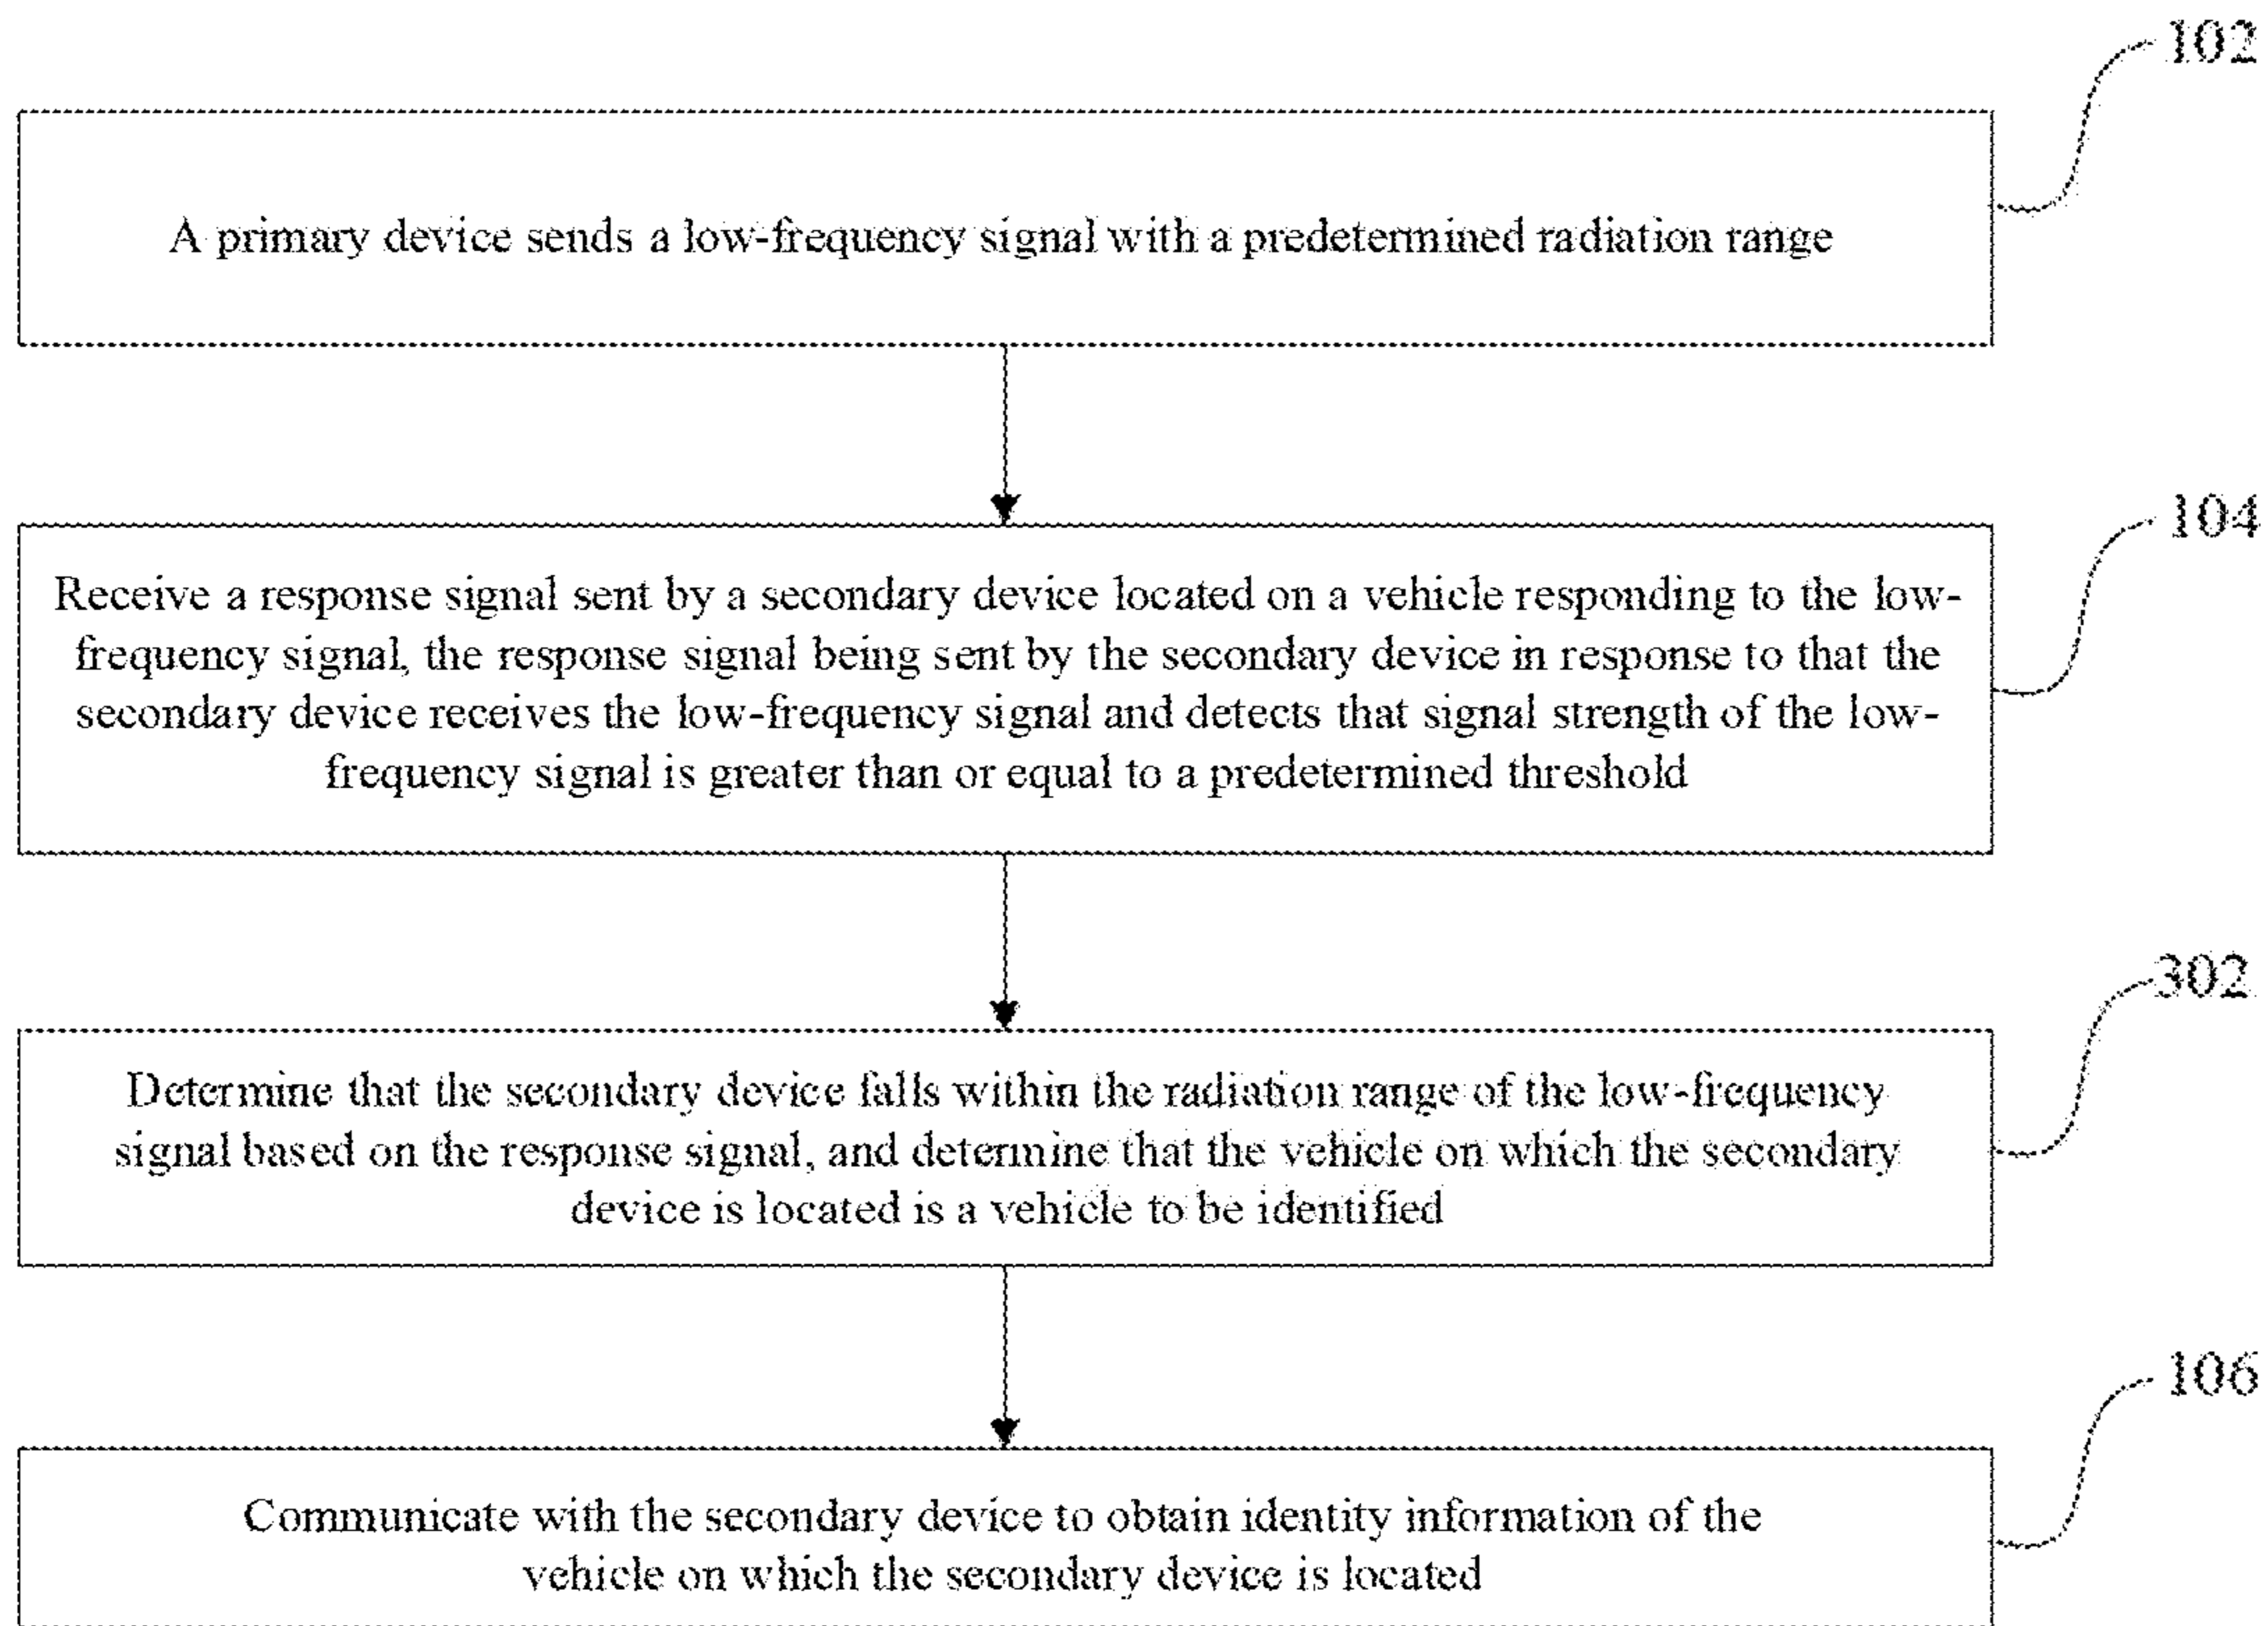 102
A primary device sends a low-frequency signal with a predetermined radiation range
104
Receive a response signal sent by a secondary device located on a vehicle responding to the low-
frequency signal, the response signal being sent by the secondary device in response to that the
secondary device receives the low-frequency signal and detects that signal strength of the low-
frequency signal is greater than or equal to a predetermined threshold
302
Determine that the secondary device falls within the radiation range of the low-frequency
signal based on the response signal, and determine that the vehicle on which the secondary
device is located is a vehicle to be identified
106
Communicate with the secondary device to obtain identity information of the
vehicle on which the secondary device is located